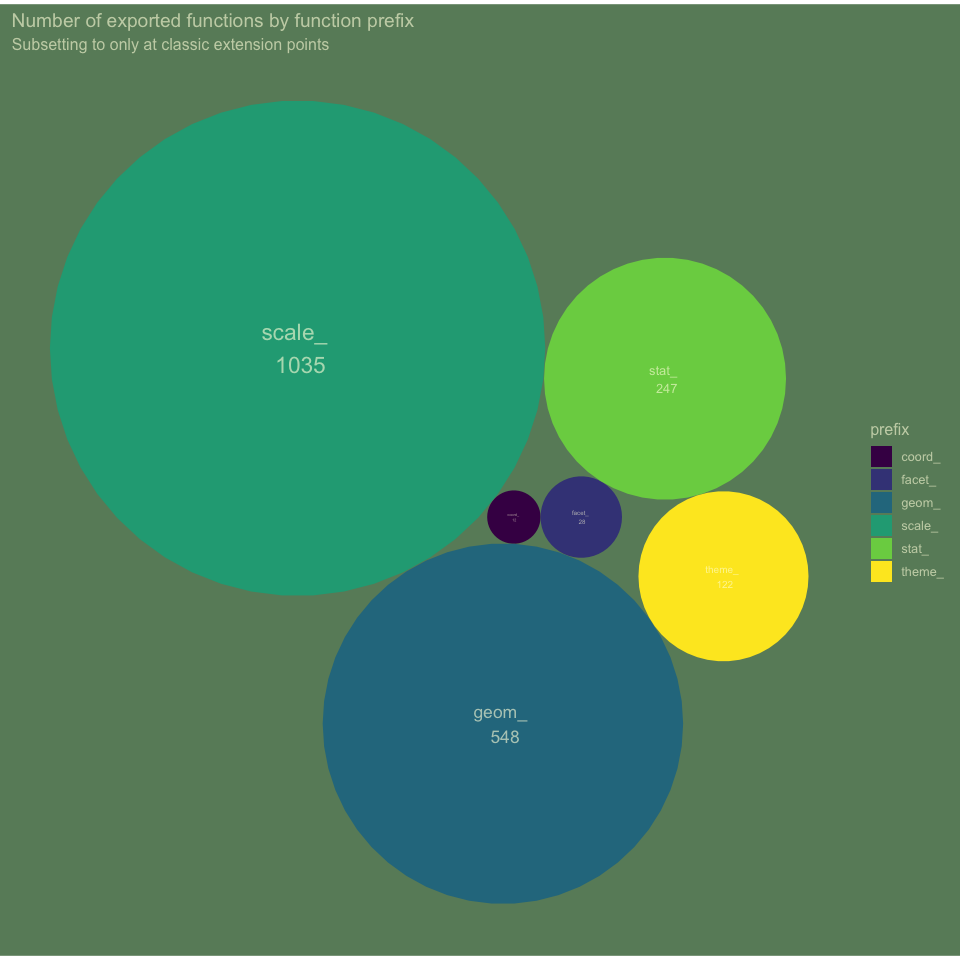 Number of exported functions by function prefix
Subsetting to only at classic extension points
scale_
1035
stat_
247
facet_
28
theme_
122
geom_
548
prefix
coord_
facet_
geom_
scale_
stat_
theme_